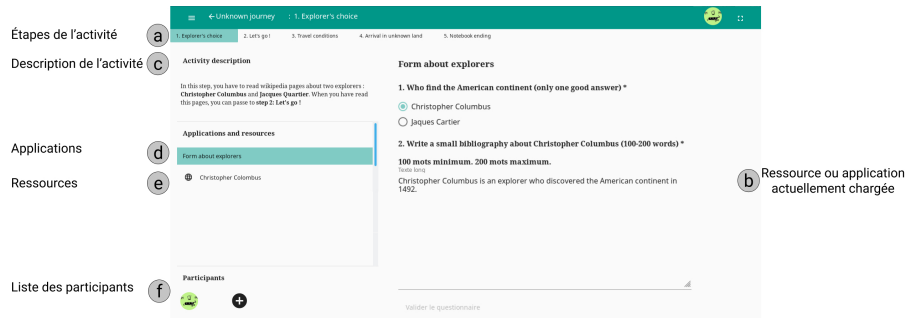 ← Unknown journey : 1. Explorer's choice
Étapes de l'activité
a
1. Explorer's choice 2. Let's go ! 3. Travel conditions 4. Arrival in unknown land 5. Notebook ending
Description de l'activité
c
Activity description
In this step, you have to read wikipedia pages about two explorers :
Christopher Columbus and Jacques Quartier. When you have read
this pages, you can passe to step 2: Let's go !
Applications and resources
Applications
d
Form about explorers
Ressources
e
Christopher Colombus
Participants
Liste des participants
f
Form about explorers
1. Who find the American continent (only one good answer) *
Christopher Columbus
Jaques Cartier
2. Write a small bibliography about Christopher Columbus (100-200 words) *
100 mots minimum. 200 mots maximum.
Texte long
Christopher Columbus is an explorer who discovered the American continent in
1492.
Valider le questionnaire
b
Ressource ou application
actuellement chargée